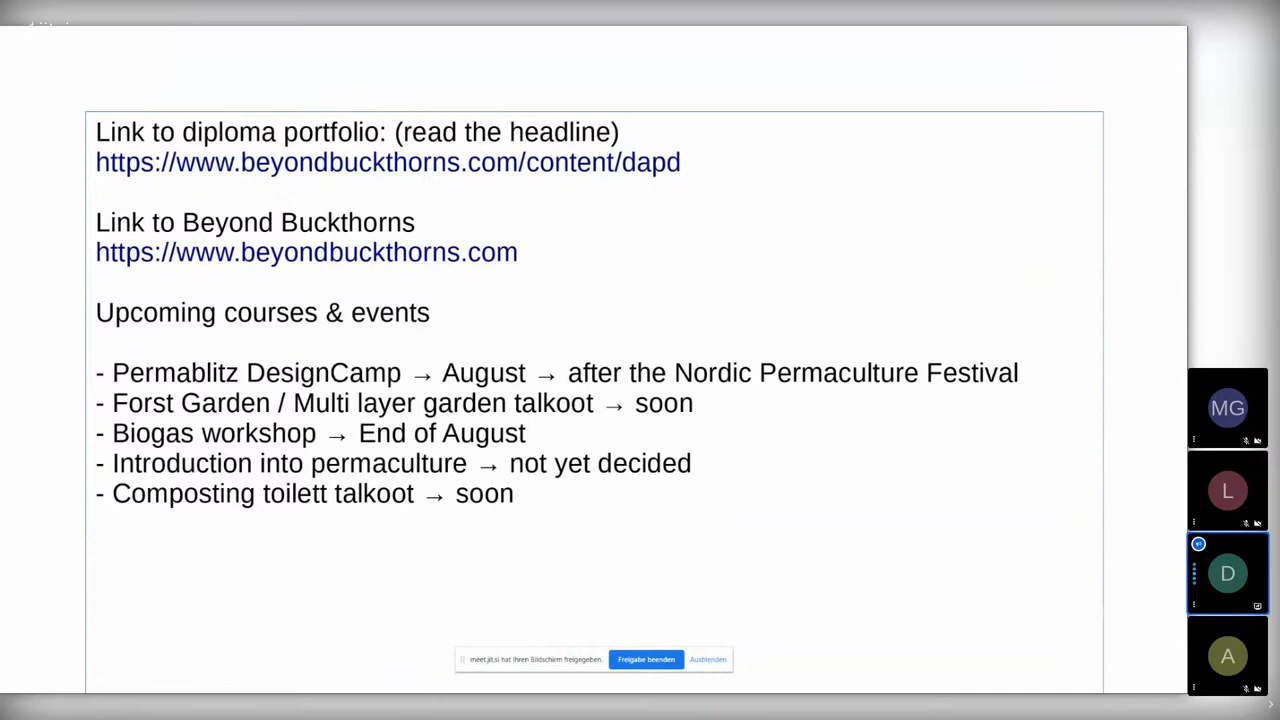 Link to diploma portfolio: (read the headline)
https://www.beyondbuckthorns.com/content/dapd
Link to Beyond Buckthorns
https://www.beyondbuckthorns.com
Upcoming courses & events
- Permablitz DesignCamp → August → after the Nordic Permaculture Festival
- Forst Garden / Multi layer garden talkoot → soon
- Biogas workshop → End of August
- Introduction into permaculture → not yet decided
- Composting toilett talkoot → soon
MG
L
D
A
meet.jit.si hat Ihren Bildschirm freigegeben. Freigabe beenden Ausblenden